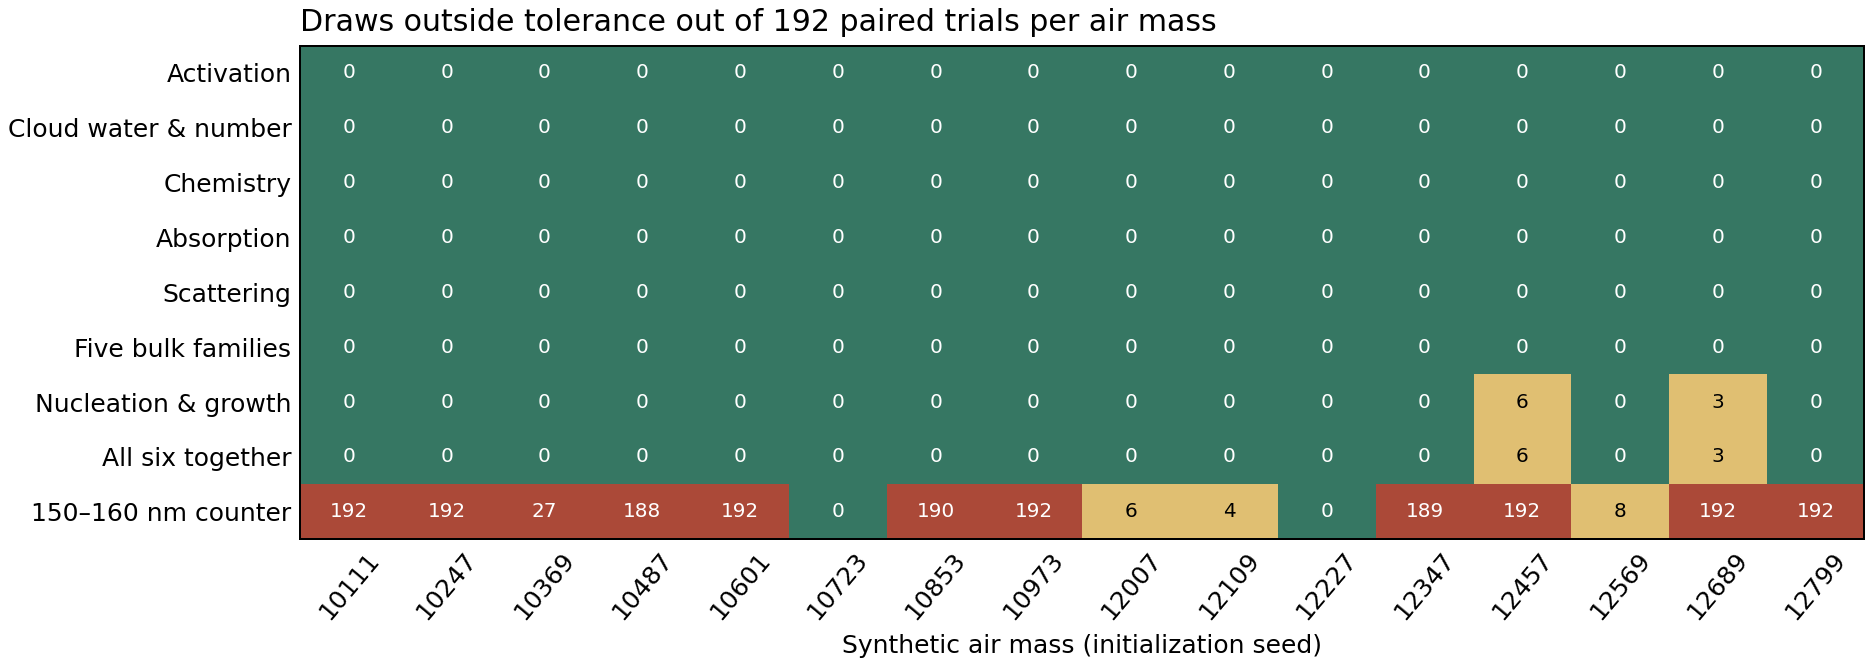 Draws outside tolerance out of 192 paired trials per air mass
Activation 0 0 0 0 0 0 0 0 0 0 0 0 0 0 0 0
Cloud water & number 0 0 0 0 0 0 0 0 0 0 0 0 0 0 0 0
Chemistry 0 0 0 0 0 0 0 0 0 0 0 0 0 0 0 0
Absorption 0 0 0 0 0 0 0 0 0 0 0 0 0 0 0 0
Scattering 0 0 0 0 0 0 0 0 0 0 0 0 0 0 0 0
Five bulk families 0 0 0 0 0 0 0 0 0 0 0 0 0 0 0 0
Nucleation & growth 0 0 0 0 0 0 0 0 0 0 0 0 6 0 3 0
All six together 0 0 0 0 0 0 0 0 0 0 0 0 6 0 3 0
150–160 nm counter 192 192 27 188 192 0 190 192 6 4 0 189 192 8 192 192
10111 10247 10369 10487 10601 10723 10853 10973 12007 12109 12227 12347 12457 12569 12689 12799
Synthetic air mass (initialization seed)